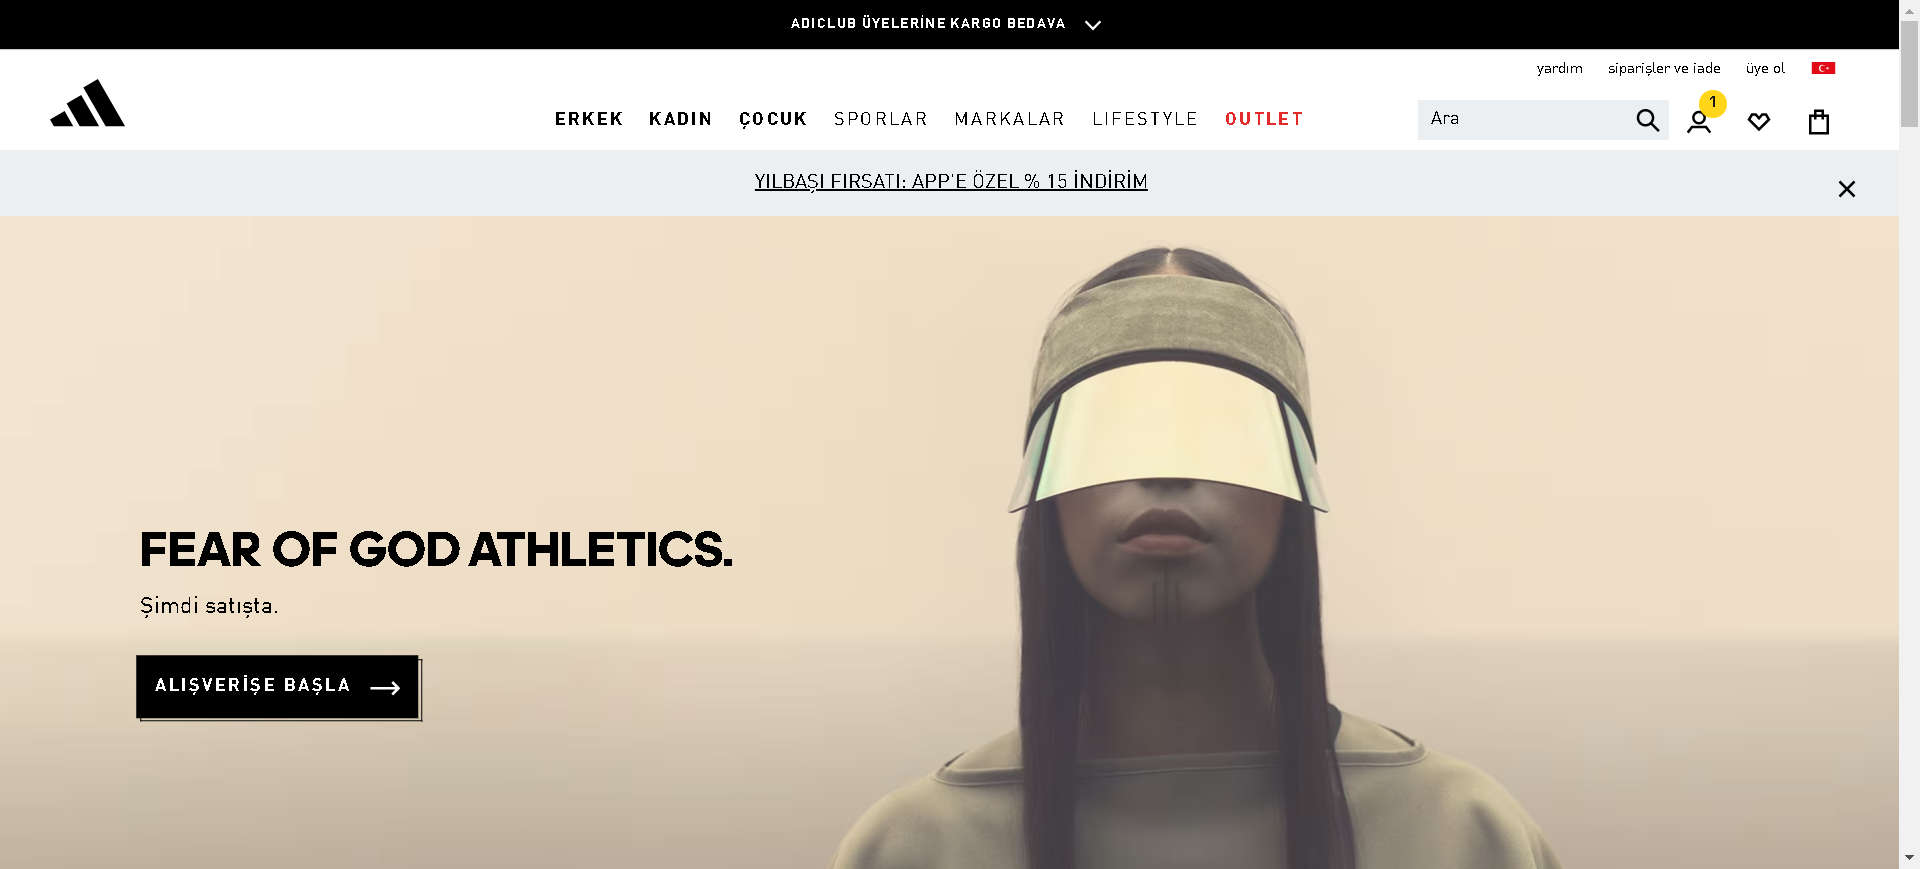 ADICLUB ÜYELERİNE KARGO BEDAVA
yardım siparişler ve iade üye ol
ERKEK KADIN ÇOCUK SPORLAR MARKALAR LIFESTYLE OUTLET
Ara
1
YILBAŞI FIRSATI: APP'E ÖZEL % 15 İNDİRİM
FEAR OF GOD ATHLETICS.
Şimdi satışta.
ALIŞVERİŞE BAŞLA